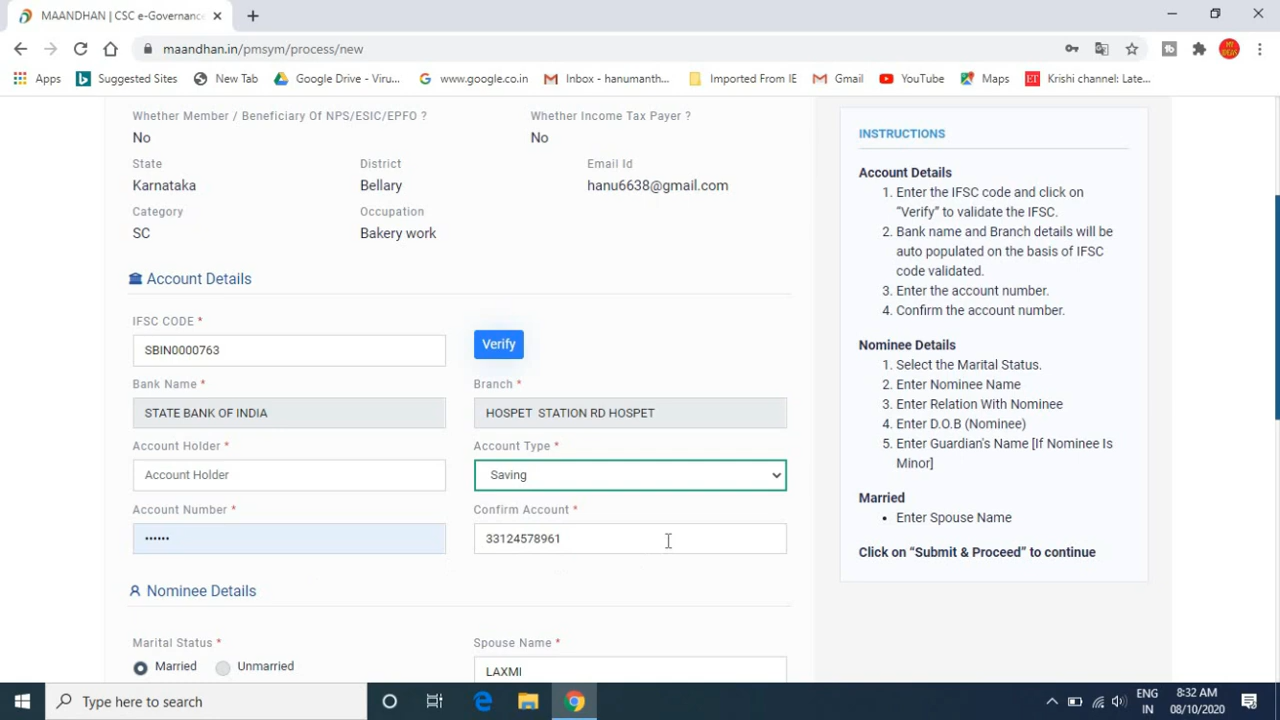 MAANDHAN | CSC e-Governance
maandhan.in/pmsym/process/new
Apps Suggested Sites New Tab Google Drive - Viru... www.google.co.in Inbox - hanumanth... Imported From IE Gmail YouTube Maps Krishi channel: Late...
MY IDEAS
Whether Member / Beneficiary Of NPS/ESIC/EPFO ? Whether Income Tax Payer ?
No No
State District Email Id
Karnataka Bellary hanu6638@gmail.com
Category Occupation
SC Bakery work
Account Details
IFSC CODE *
SBIN0000763 Verify
Bank Name * Branch *
STATE BANK OF INDIA HOSPET STATION RD HOSPET
Account Holder * Account Type *
Account Holder Saving
Account Number * Confirm Account *
•••••• 33124578961
Nominee Details
Marital Status * Spouse Name *
Married Unmarried LAXMI
INSTRUCTIONS
Account Details
1. Enter the IFSC code and click on
“Verify” to validate the IFSC.
2. Bank name and Branch details will be
auto populated on the basis of IFSC
code validated.
3. Enter the account number.
4. Confirm the account number.
Nominee Details
1. Select the Marital Status.
2. Enter Nominee Name
3. Enter Relation With Nominee
4. Enter D.O.B (Nominee)
5. Enter Guardian's Name [If Nominee Is
Minor]
Married
• Enter Spouse Name
Click on “Submit & Proceed” to continue
Type here to search
ENG 8:32 AM
IN 08/10/2020